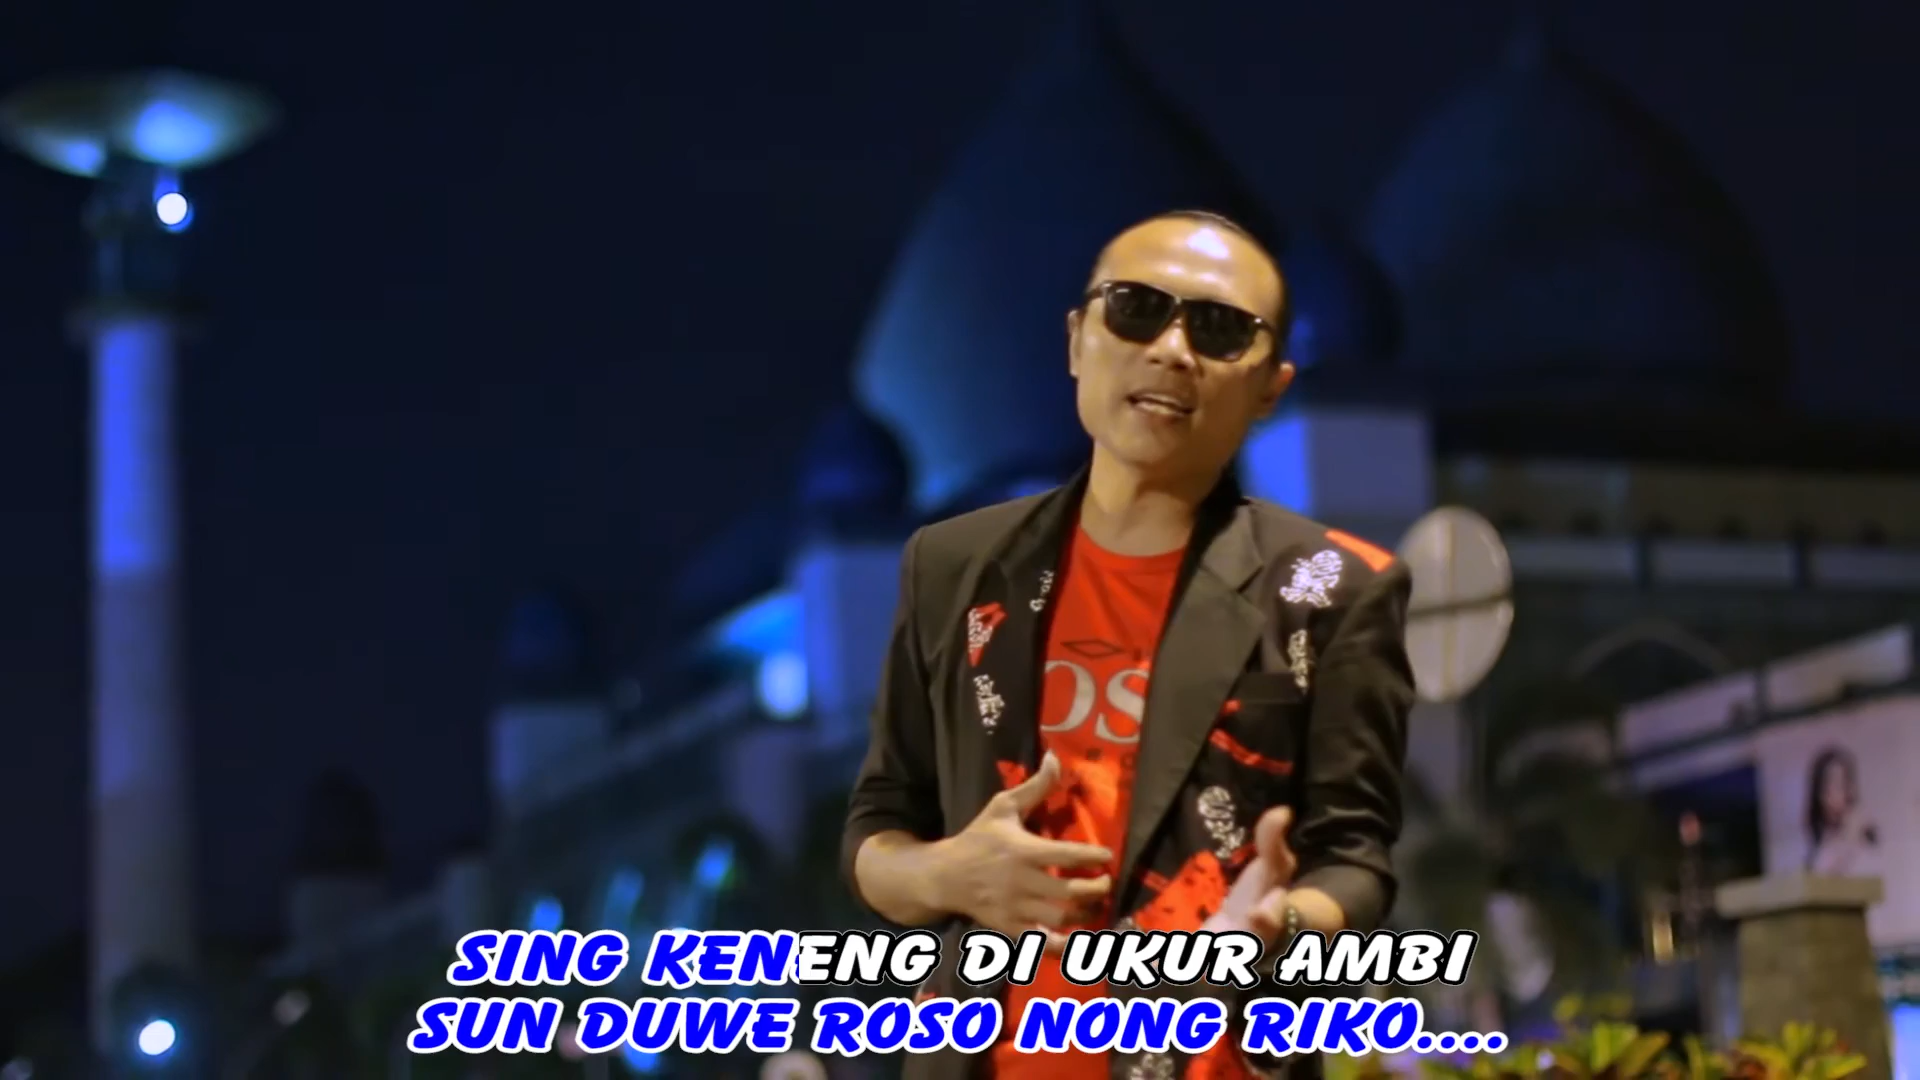 SING KENENG DI UKUR AMBI
SUN DUWE ROSO NONG RIKO....